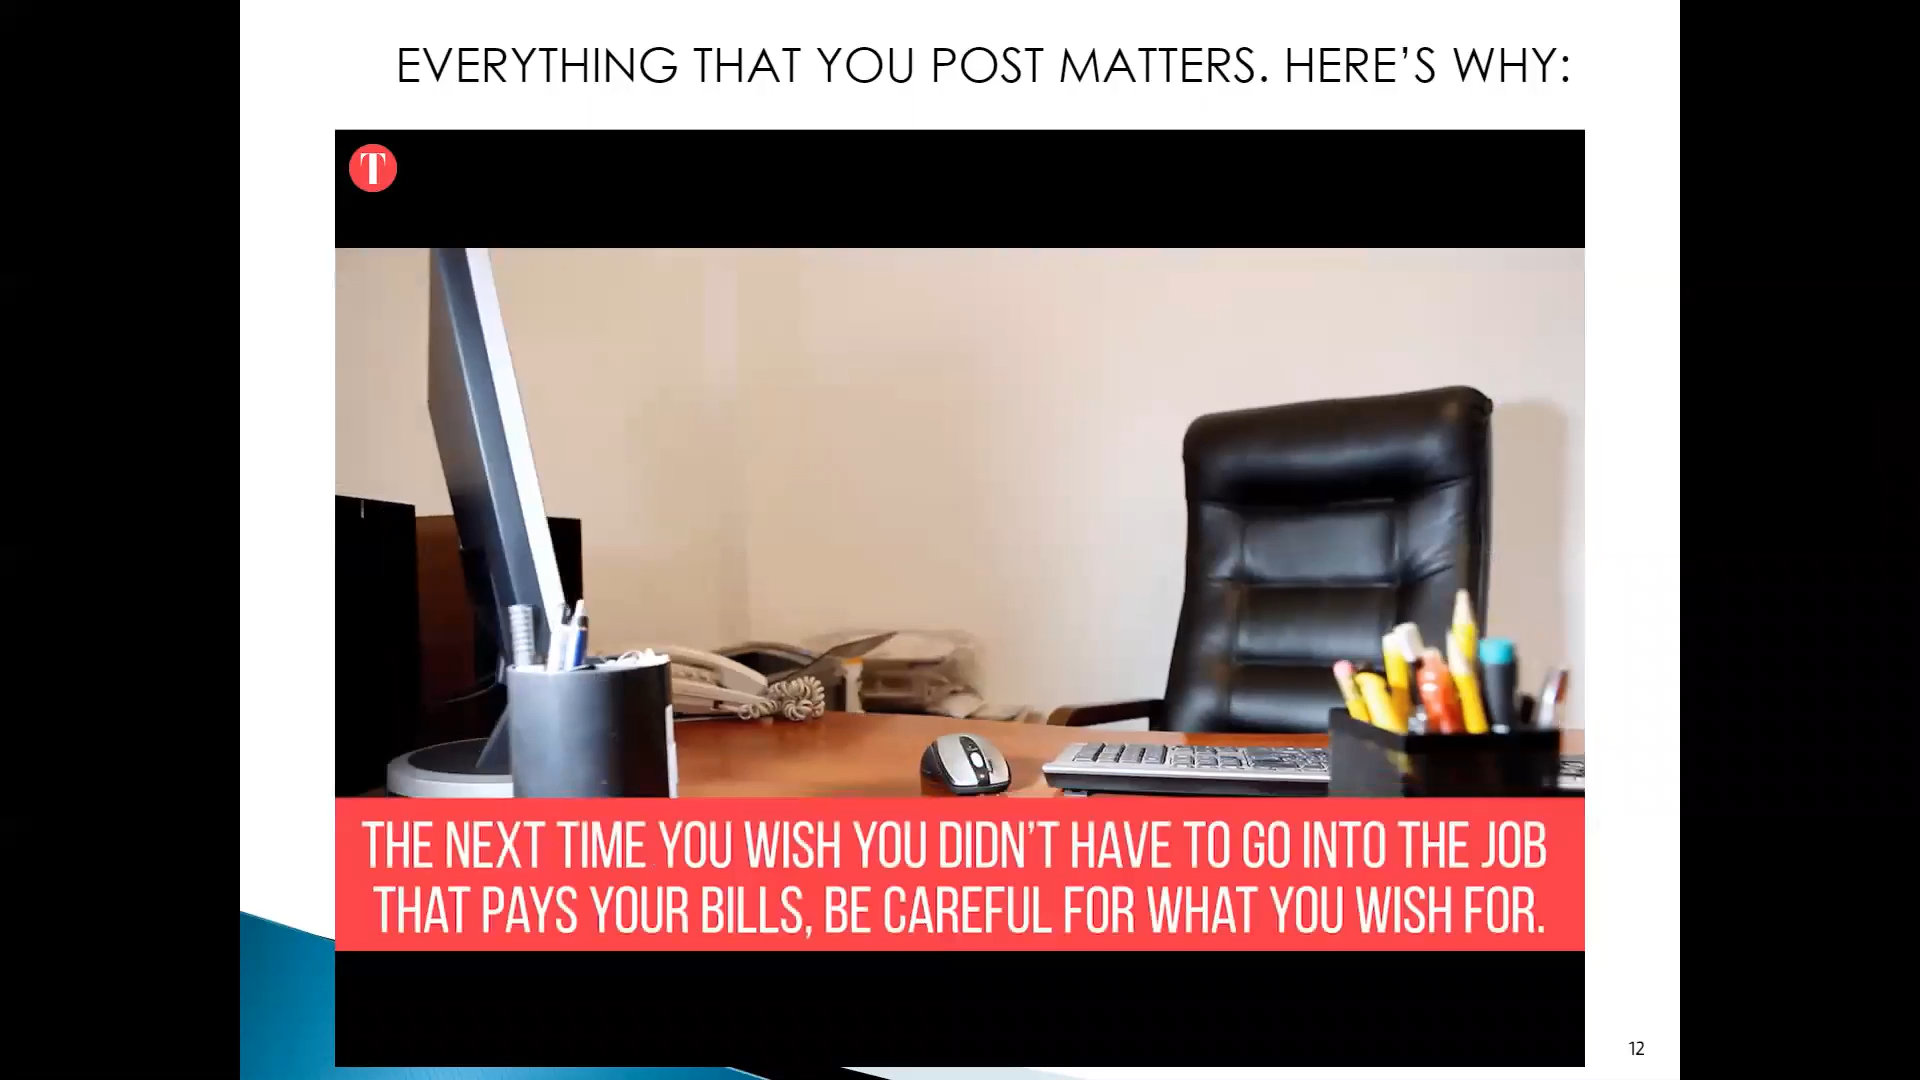 EVERYTHING THAT YOU POST MATTERS. HERE’S WHY:
T
THE NEXT TIME YOU WISH YOU DIDN’T HAVE TO GO INTO THE JOB
THAT PAYS YOUR BILLS, BE CAREFUL FOR WHAT YOU WISH FOR.
12